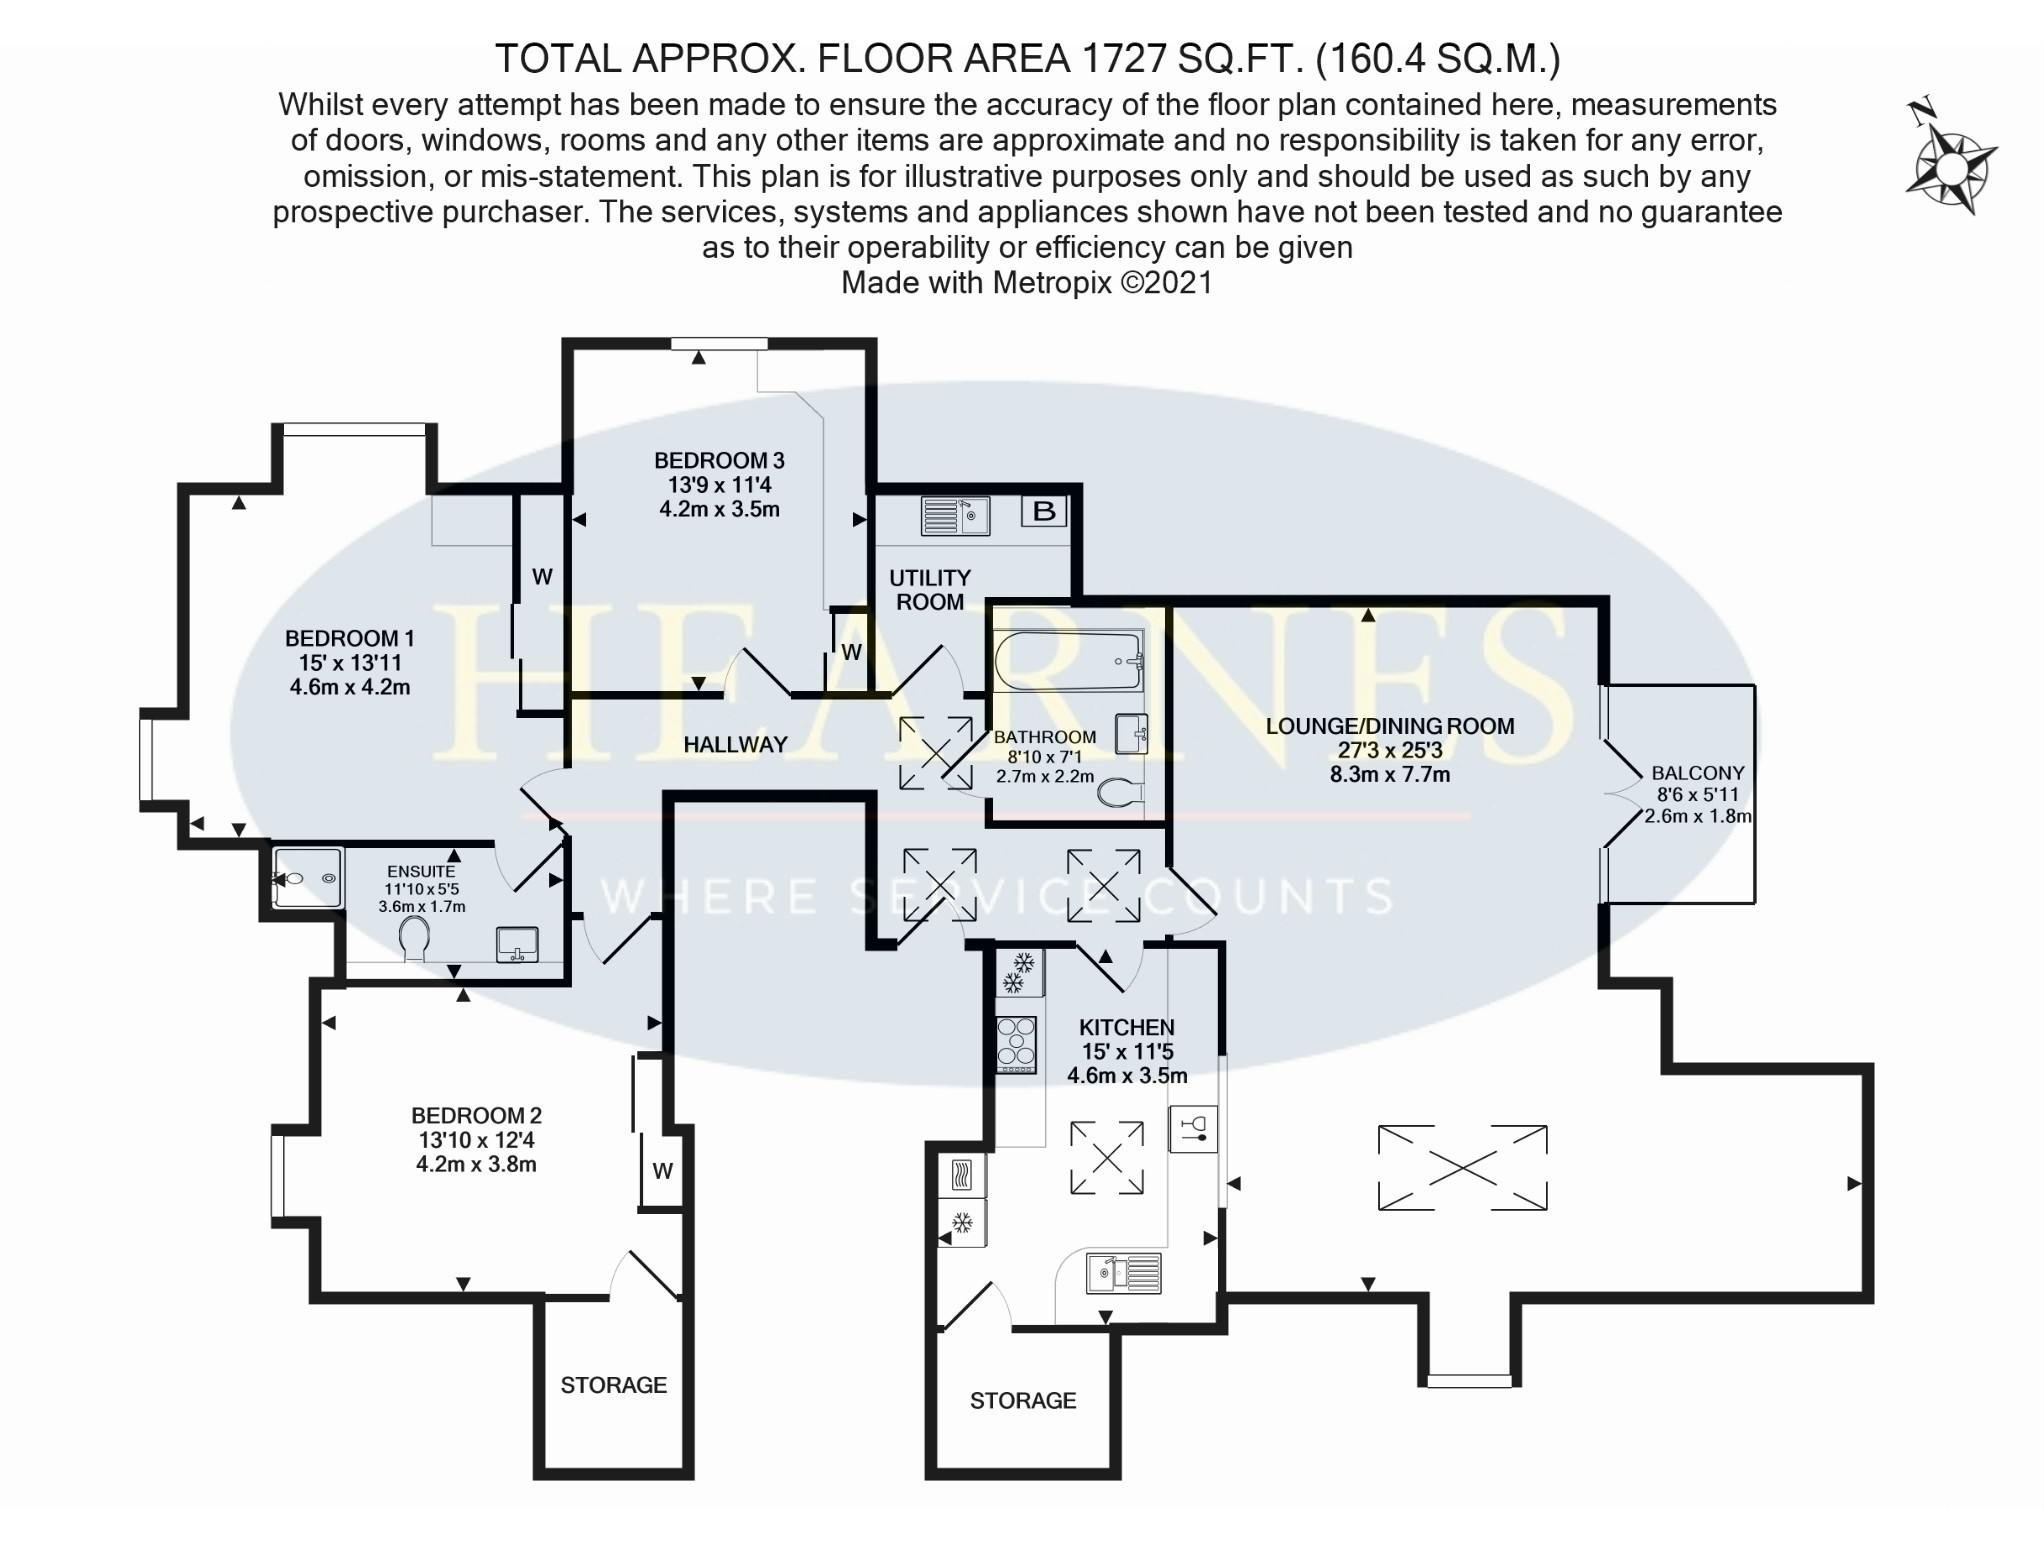 TOTAL APPROX. FLOOR AREA 1727 SQ.FT. (160.4 SQ.M.)
Whilst every attempt has been made to ensure the accuracy of the floor plan contained here, measurements
of doors, windows, rooms and any other items are approximate and no responsibility is taken for any error,
omission, or mis-statement. This plan is for illustrative purposes only and should be used as such by any
prospective purchaser. The services, systems and appliances shown have not been tested and no guarantee
as to their operability or efficiency can be given
Made with Metropix ©2021
N
BEDROOM 3
13'9 x 11'4
4.2m x 3.5m
B
W
UTILITY
ROOM
BEDROOM 1
15' x 13'11
4.6m x 4.2m
W
HEARNES
HALLWAY
BATHROOM
8'10 x 7'1
2.7m x 2.2m
LOUNGE/DINING ROOM
27'3 x 25'3
8.3m x 7.7m
BALCONY
8'6 x 5'11
2.6m x 1.8m
ENSUITE
11'10 x 5'5
3.6m x 1.7m
WHERE SERVICE COUNTS
KITCHEN
15' x 11'5
4.6m x 3.5m
BEDROOM 2
13'10 x 12'4
4.2m x 3.8m
W
STORAGE
STORAGE